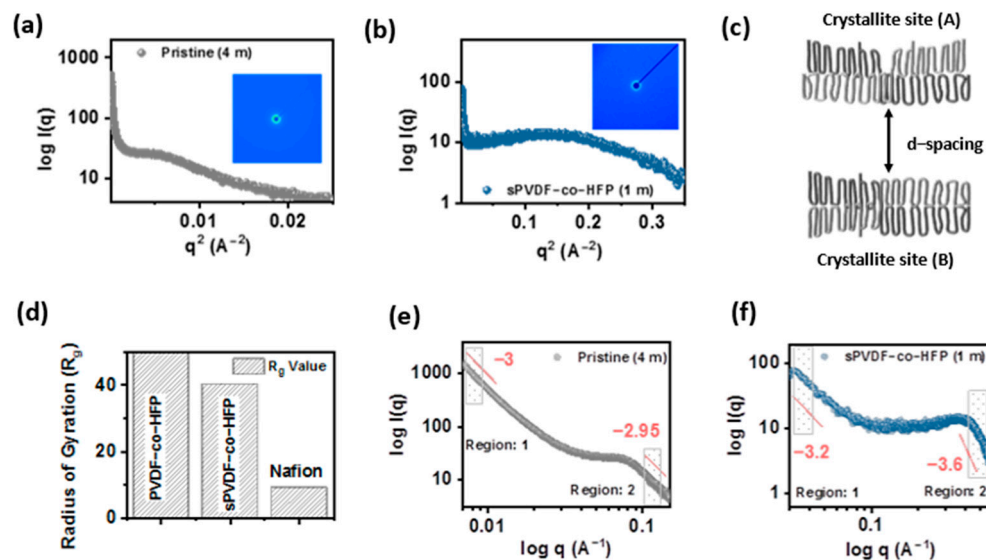 (a)
Pristine (4 m)
1000
100
10
log I(q)
0.01
0.02
q² (A⁻²)
(b)
100
10
1
log I(q)
sPVDF−co−HFP (1 m)
0.0
0.1
0.2
0.3
q² (A⁻²)
(c)
Crystallite site (A)
d−spacing
Crystallite site (B)
(d)
Radius of Gyration (Rg)
40
20
0
Rg Value
PVDF−co−HFP
sPVDF−co−HFP
Nafion
(e)
Pristine (4 m)
1000
100
10
log I(q)
−3
−2.95
Region: 1
Region: 2
0.01
0.1
log q (A⁻¹)
(f)
sPVDF-co-HFP (1 m)
100
10
1
log I(q)
−3.2
−3.6
Region: 1
Region: 2
0.1
log q (A⁻¹)